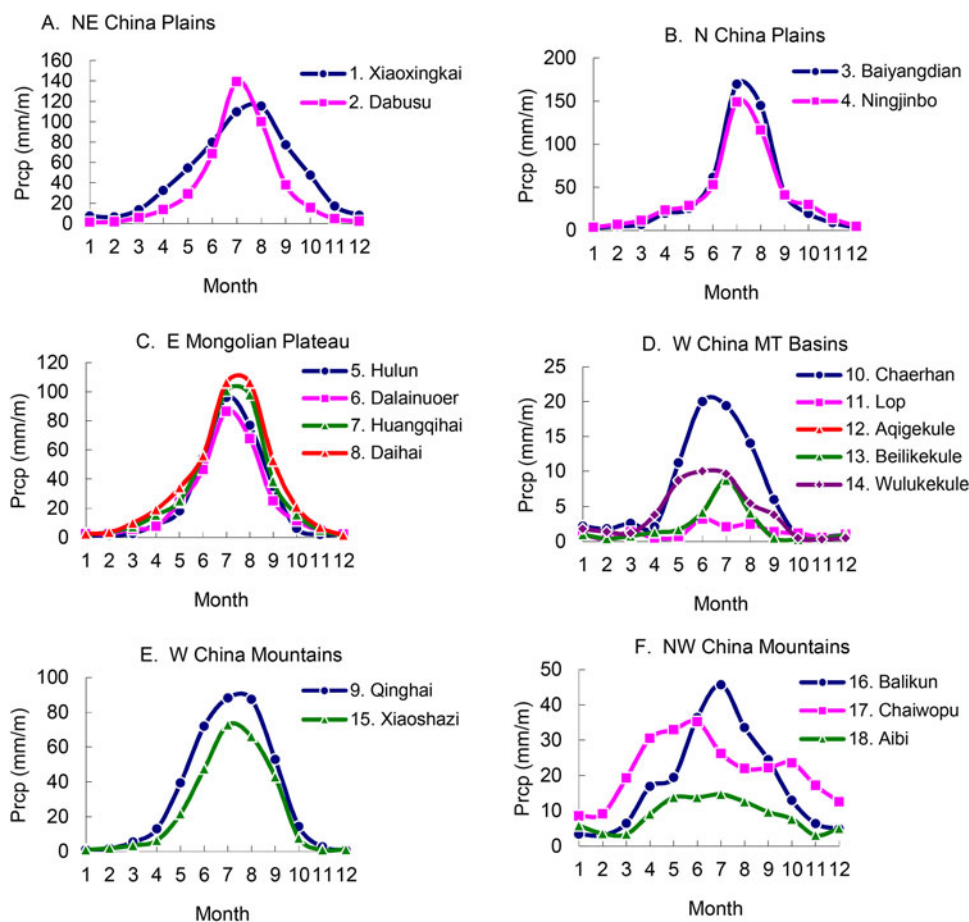 A. NE China Plains
Prcp (mm/m)
160
140
120
100
80
60
40
20
0
1 2 3 4 5 6 7 8 9 10 11 12
Month
1. Xiaoxingkai
2. Dabusu
B. N China Plains
Prcp (mm/m)
200
150
100
50
0
1 2 3 4 5 6 7 8 9 10 11 12
Month
3. Baiyangdian
4. Ningjinbo
C. E Mongolian Plateau
Prcp (mm/m)
120
100
80
60
40
20
0
1 2 3 4 5 6 7 8 9 10 11 12
Month
5. Hulun
6. Dalainuoer
7. Huangqihai
8. Daihai
D. W China MT Basins
Prcp (mm/m)
25
20
15
10
5
0
1 2 3 4 5 6 7 8 9 10 11 12
Month
10. Chaerhan
11. Lop
12. Aqigekule
13. Beilikekule
14. Wulukekule
E. W China Mountains
Prcp (mm/m)
100
80
60
40
20
0
1 2 3 4 5 6 7 8 9 10 11 12
Month
9. Qinghai
15. Xiaoshazi
F. NW China Mountains
Prcp (mm/m)
50
40
30
20
10
0
1 2 3 4 5 6 7 8 9 10 11 12
Month
16. Balikun
17. Chaiwopu
18. Aibi